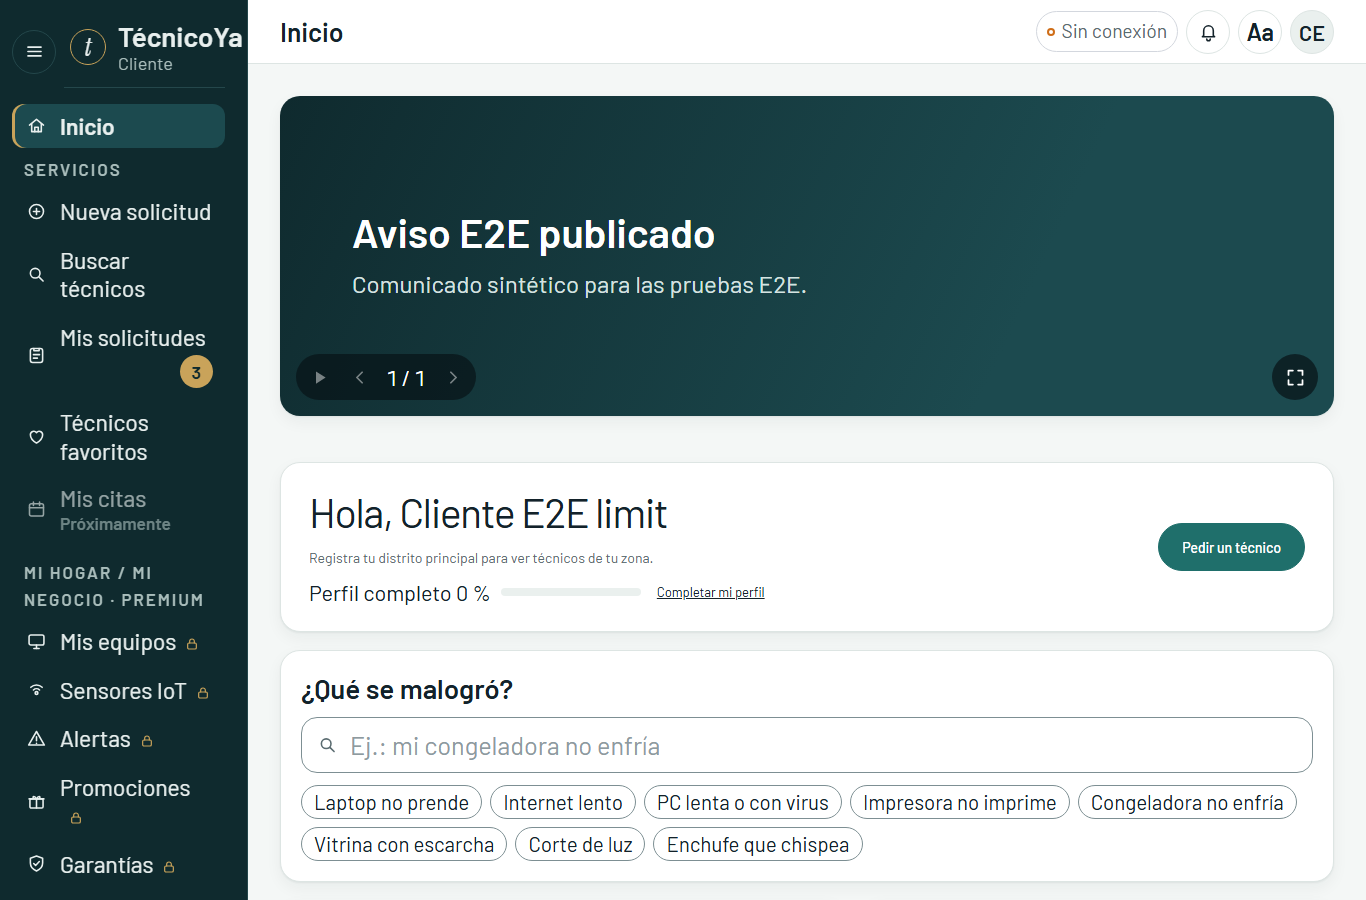 t
TécnicoYa
Cliente
Inicio
SERVICIOS
Nueva solicitud
Buscar
técnicos
Mis solicitudes
3
Técnicos
favoritos
Mis citas
Próximamente
MI HOGAR / MI
NEGOCIO · PREMIUM
Mis equipos
Sensores IoT
Alertas
Promociones
Garantías
Inicio
Sin conexión
Aa
CE
Aviso E2E publicado
Comunicado sintético para las pruebas E2E.
1 / 1
Hola, Cliente E2E limit
Registra tu distrito principal para ver técnicos de tu zona.
Perfil completo 0 %
Completar mi perfil
Pedir un técnico
¿Qué se malogró?
Ej.: mi congeladora no enfría
Laptop no prende
Internet lento
PC lenta o con virus
Impresora no imprime
Congeladora no enfría
Vitrina con escarcha
Corte de luz
Enchufe que chispea